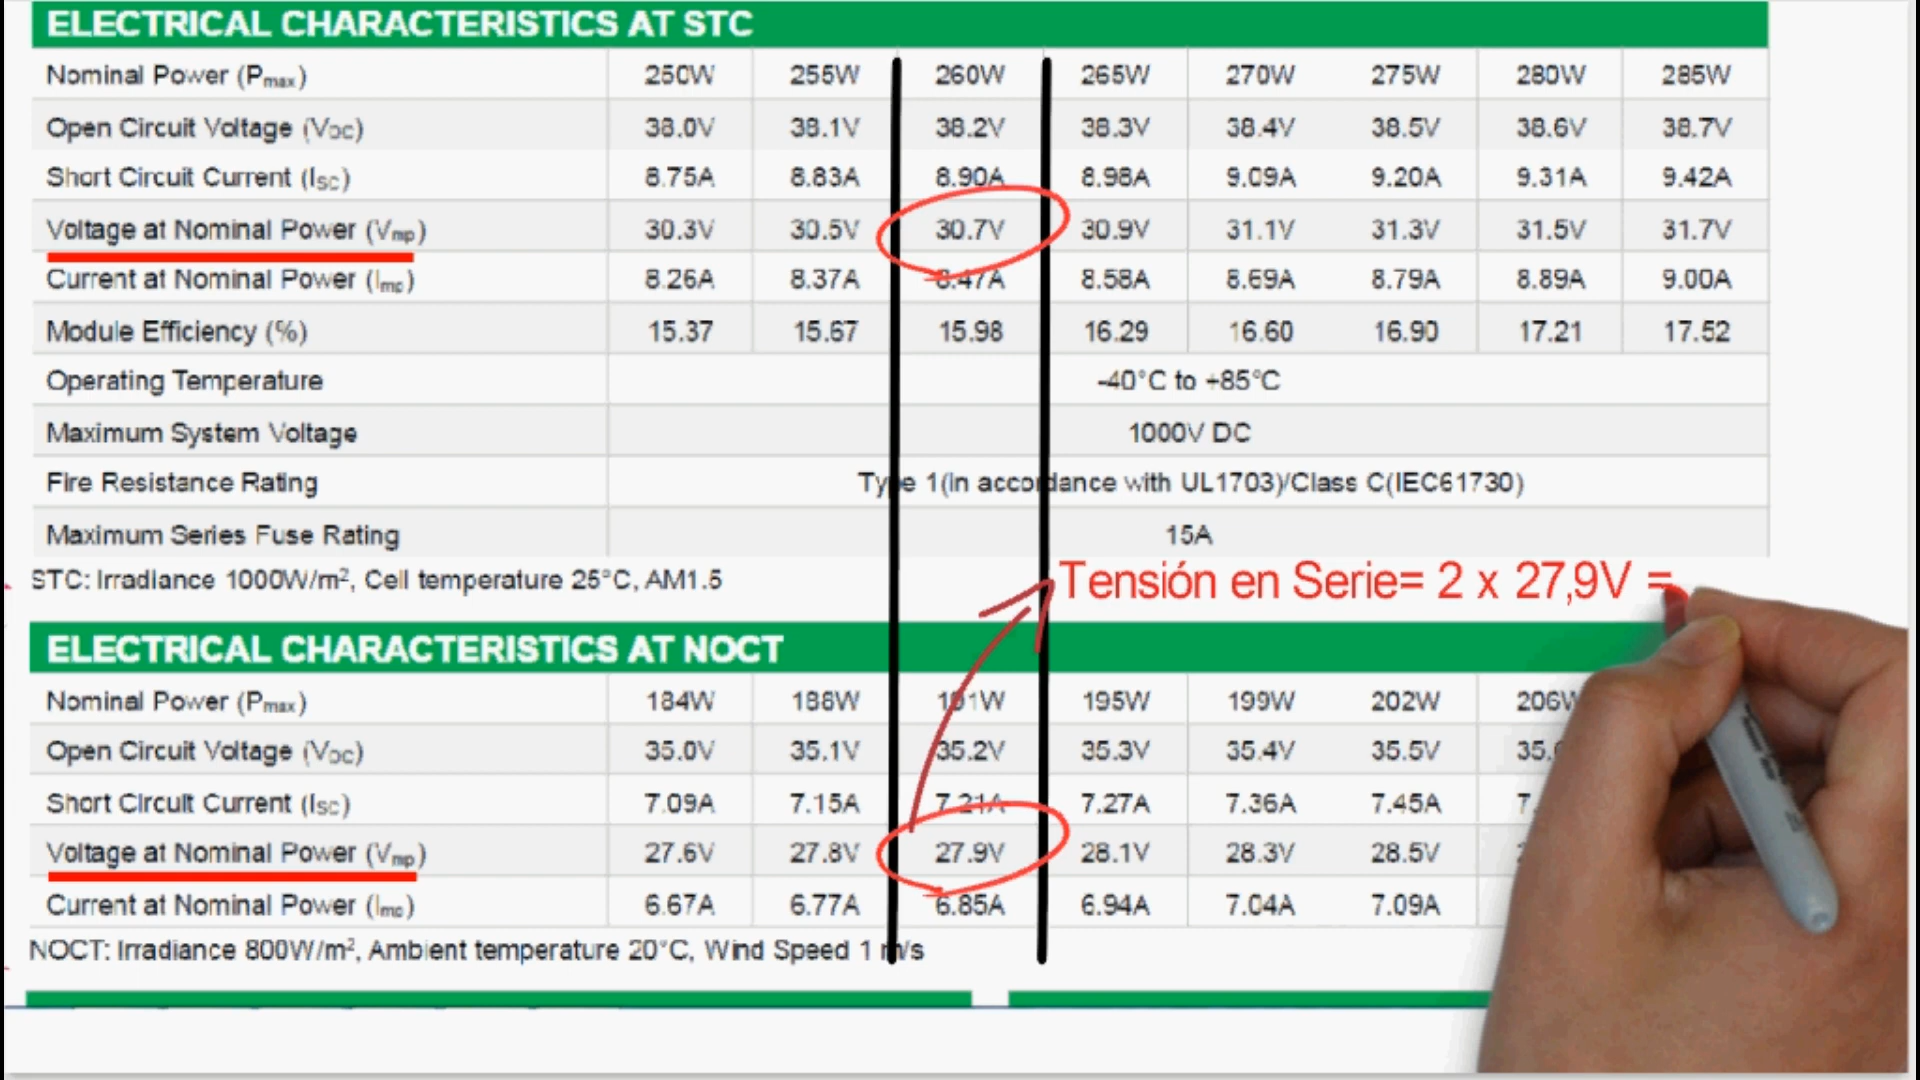 ELECTRICAL CHARACTERISTICS AT STC
Nominal Power (Pmax) 250W 255W 260W 265W 270W 275W 280W 285W
Open Circuit Voltage (VOC) 38.0V 38.1V 38.2V 38.3V 38.4V 38.5V 38.6V 38.7V
Short Circuit Current (ISC) 8.75A 8.83A 8.90A 8.98A 9.09A 9.20A 9.31A 9.42A
Voltage at Nominal Power (Vmp) 30.3V 30.5V 30.7V 30.9V 31.1V 31.3V 31.5V 31.7V
Current at Nominal Power (Imp) 8.26A 8.37A 8.47A 8.58A 8.69A 8.79A 8.89A 9.00A
Module Efficiency (%) 15.37 15.67 15.98 16.29 16.60 16.90 17.21 17.52
Operating Temperature -40°C to +85°C
Maximum System Voltage 1000V DC
Fire Resistance Rating Type 1(in accordance with UL1703)/Class C(IEC61730)
Maximum Series Fuse Rating 15A
STC: Irradiance 1000W/m², Cell temperature 25°C, AM1.5
Tensión en Serie= 2 x 27,9V =
ELECTRICAL CHARACTERISTICS AT NOCT
Nominal Power (Pmax) 184W 188W 191W 195W 199W 202W 206W
Open Circuit Voltage (VOC) 35.0V 35.1V 35.2V 35.3V 35.4V 35.5V
Short Circuit Current (ISC) 7.09A 7.15A 7.21A 7.27A 7.36A 7.45A
Voltage at Nominal Power (Vmp) 27.6V 27.8V 27.9V 28.1V 28.3V 28.5V
Current at Nominal Power (Imp) 6.67A 6.77A 6.85A 6.94A 7.04A 7.09A
NOCT: Irradiance 800W/m², Ambient temperature 20°C, Wind Speed 1 m/s